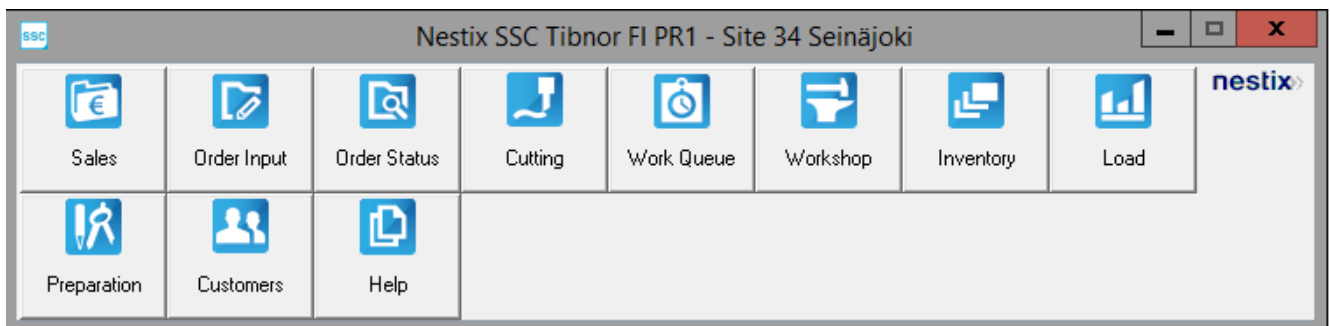 ssc
Nestix SSC Tibnor FI PR1 - Site 34 Seinäjoki
nestix
Sales Order Input Order Status Cutting Work Queue Workshop Inventory Load
Preparation Customers Help